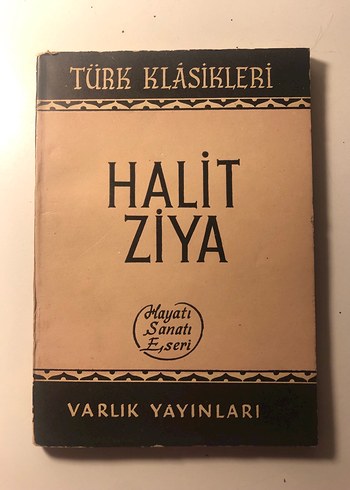 TÜRK KLÂSİKLERİ
HALİT
ZİYA
Hayatı
Sanatı
Eseri
VARLIK YAYINLARI